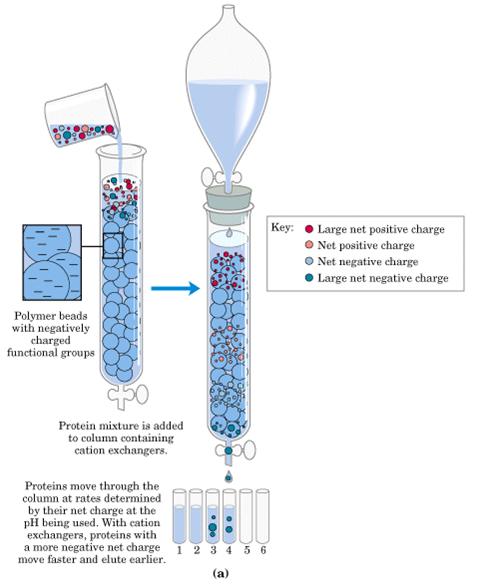 Key:
Large net positive charge
Net positive charge
Net negative charge
Large net negative charge
Polymer beads
with negatively
charged
functional groups
Protein mixture is added
to column containing
cation exchangers.
Proteins move through the
column at rates determined
by their net charge at the
pH being used. With cation
exchangers, proteins with
a more negative net charge
move faster and elute earlier.
1 2 3 4 5 6
(a)